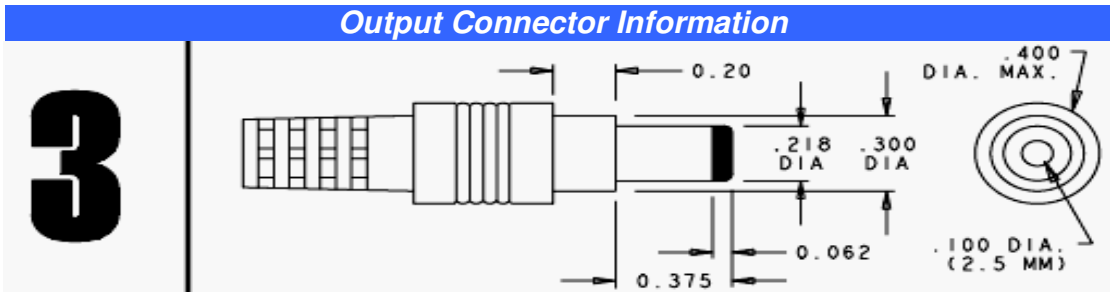 Output Connector Information
3
0.20
.218
DIA
.300
DIA
0.062
0.375
.400
DIA. MAX.
.100 DIA.
(2.5 MM)